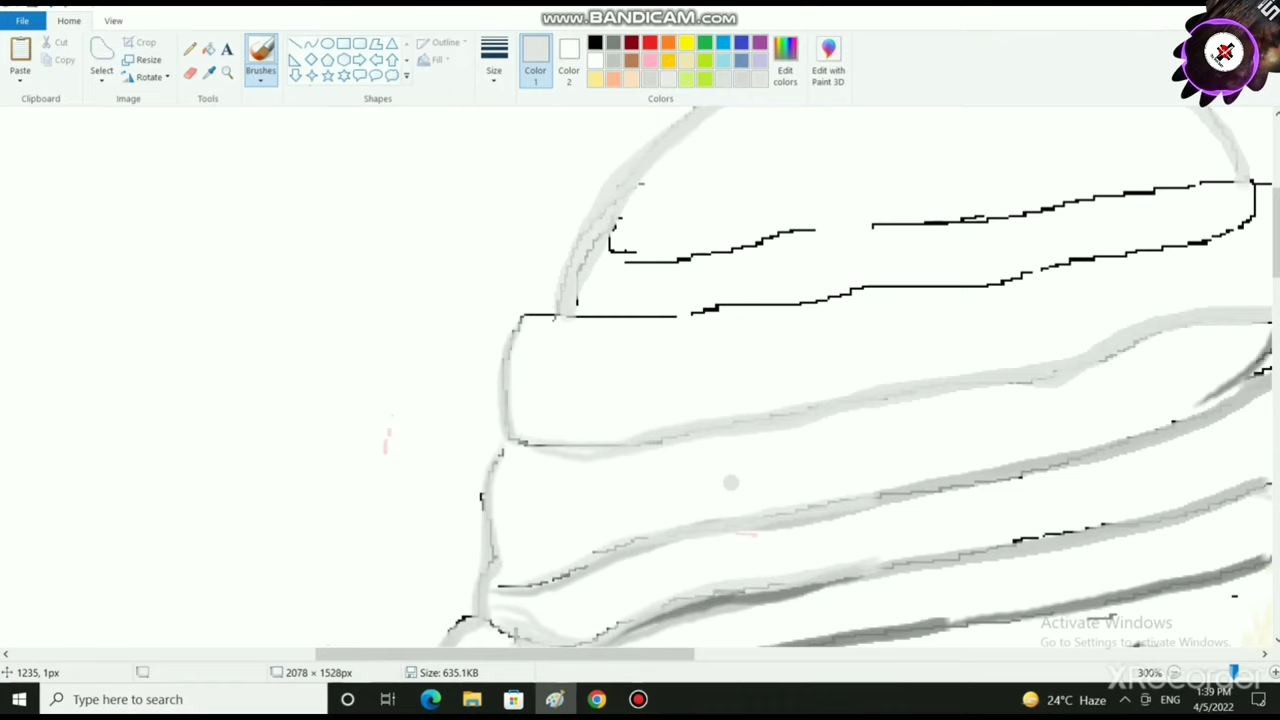 www.BANDICAM.com
File Home View
Cut
Crop
Copy
Resize
Outline
Fill
Rotate
Paste
Select
Brushes
Size
Color 1
Color 2
Edit colors
Edit with Paint 3D
Clipboard
Image
Tools
Shapes
Colors
Activate Windows
Go to Settings to activate Windows.
XRecorder
1235, 1px
2078 × 1528px
Size: 635.1KB
300%
Type here to search
24°C Haze
ENG
1:39 PM
4/5/2022